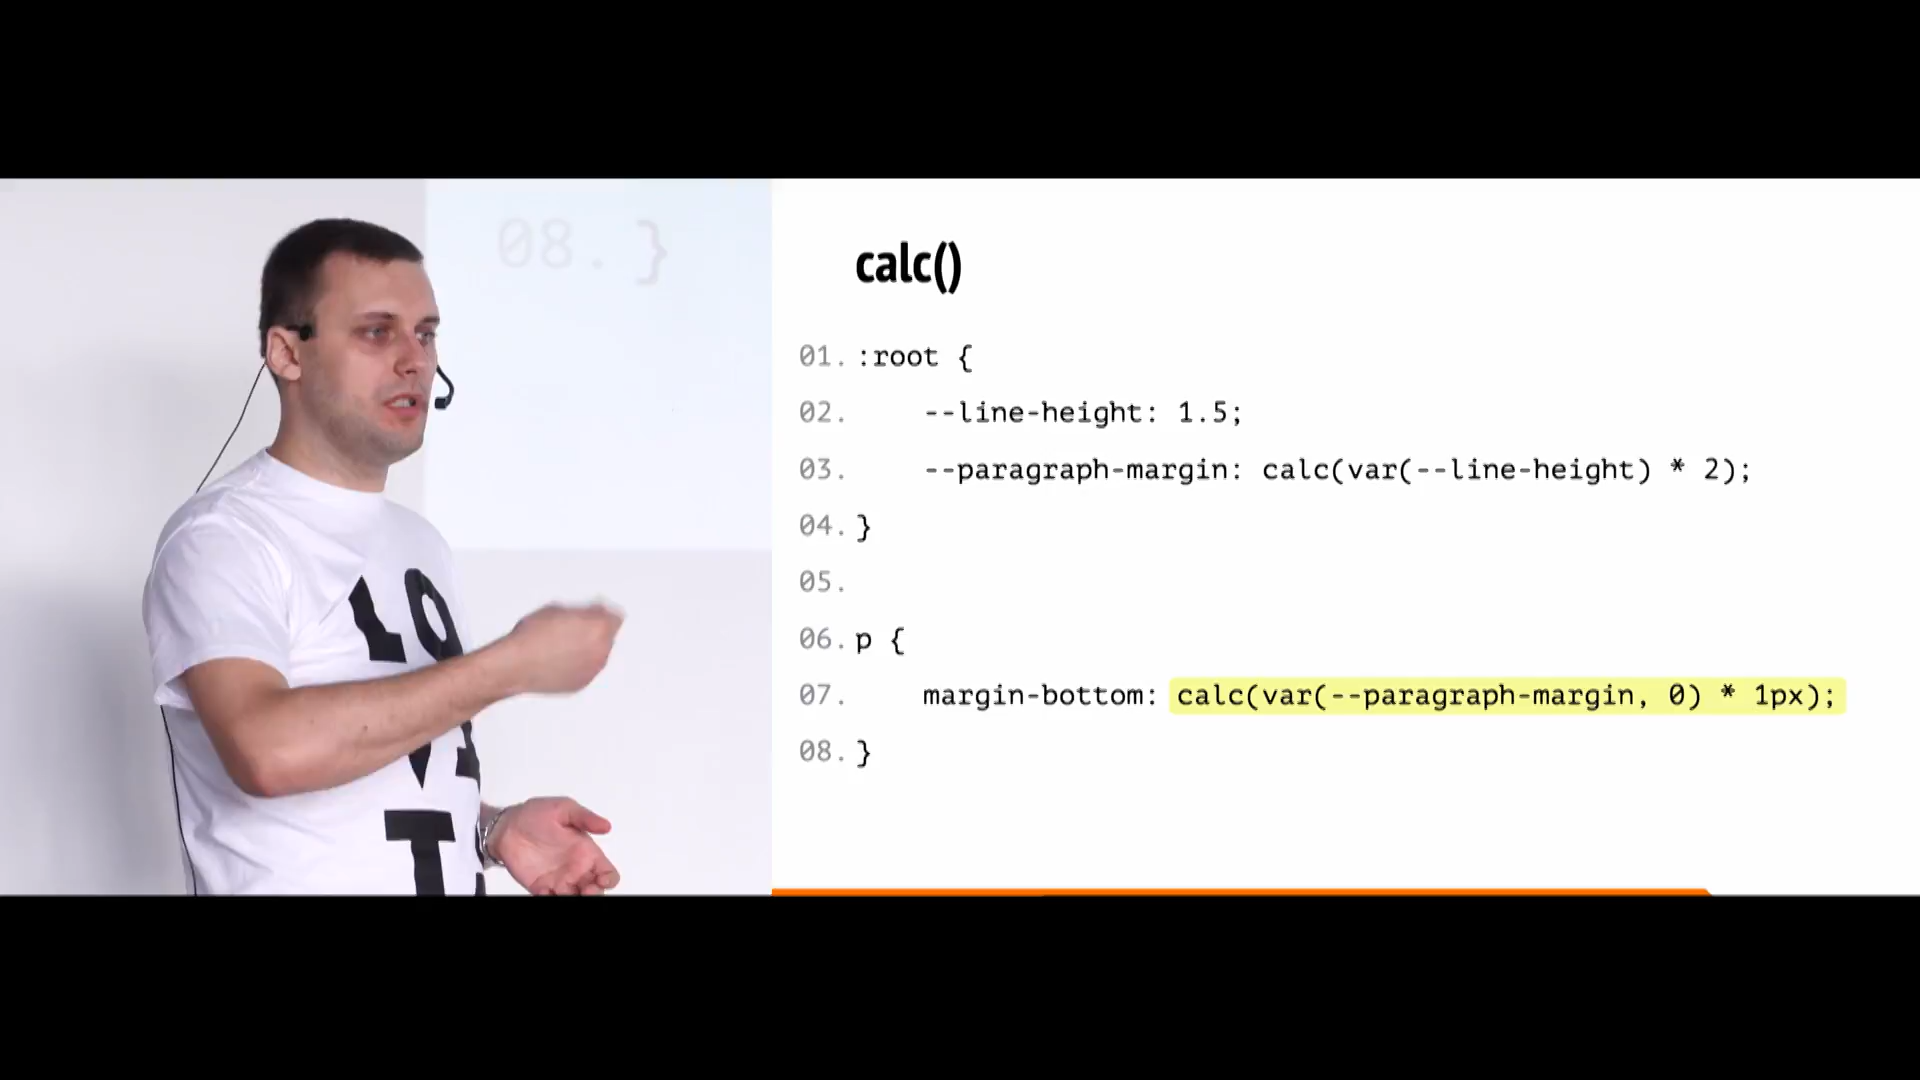 08. }
calc()
01. :root {
02. --line-height: 1.5;
03. --paragraph-margin: calc(var(--line-height) * 2);
04. }
05.
06. p {
07. margin-bottom: calc(var(--paragraph-margin, 0) * 1px);
08. }
LO
T